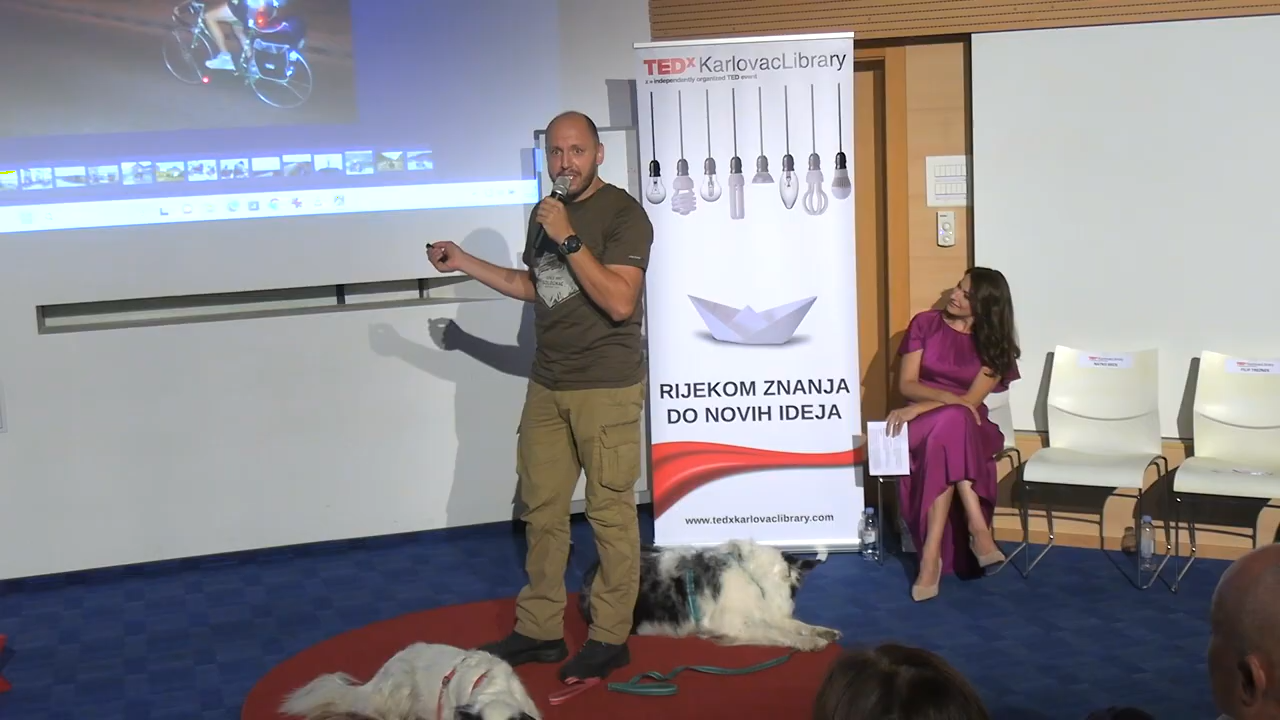 TEDx KarlovacLibrary
x = independently organized TED event
RIJEKOM ZNANJA
DO NOVIH IDEJA
www.tedxkarlovaclibrary.com